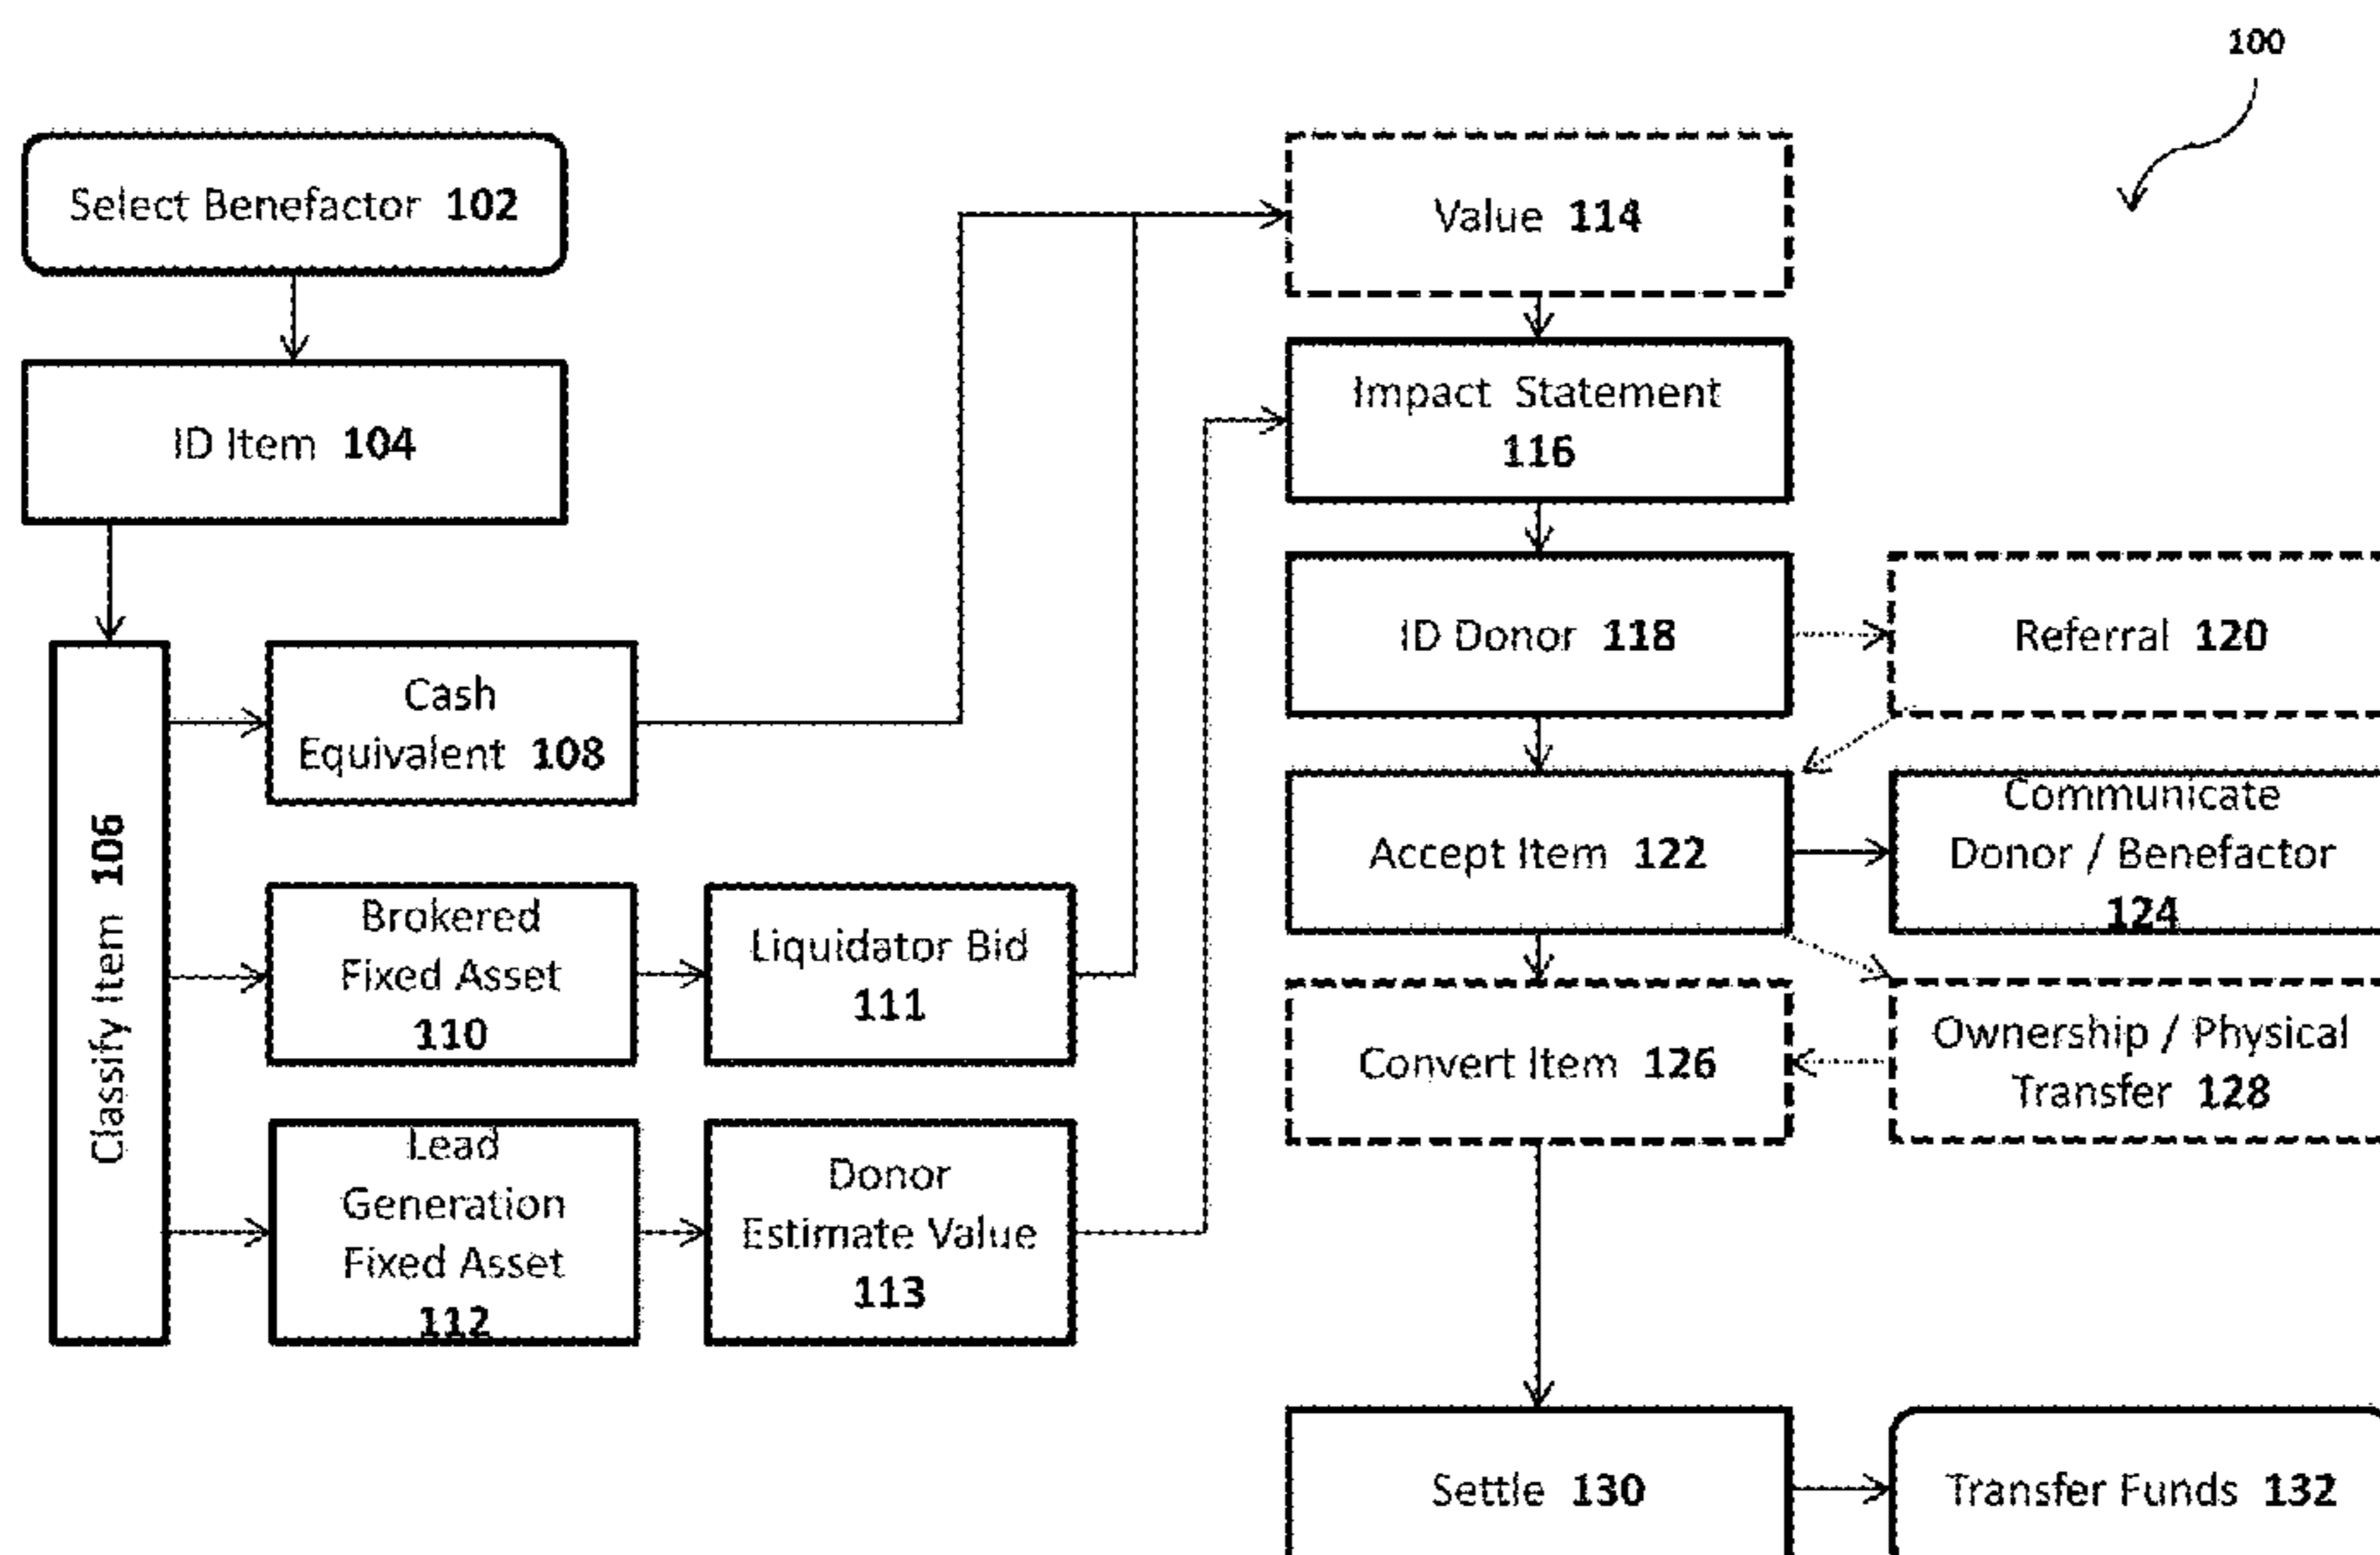 100
Select Benefactor 102
ID Item 104
Classify Item 106
Cash
Equivalent 108
Brokered
Fixed Asset
110
Liquidator Bid
111
Lead
Generation
Fixed Asset
112
Donor
Estimate Value
113
Value 114
Impact Statement
116
ID Donor 118
Referral 120
Accept Item 122
Communicate
Donor / Benefactor
124
Convert Item 126
Ownership / Physical
Transfer 128
Settle 130
Transfer Funds 132